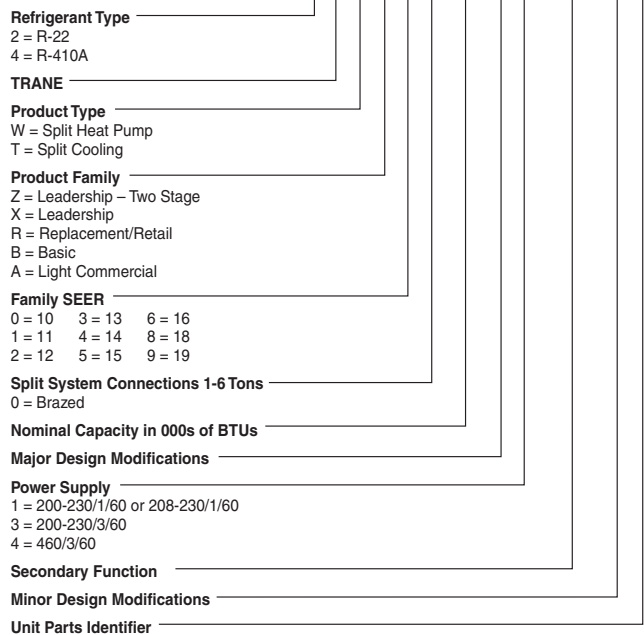 Refrigerant Type
2 = R-22
4 = R-410A
TRANE
Product Type
W = Split Heat Pump
T = Split Cooling
Product Family
Z = Leadership – Two Stage
X = Leadership
R = Replacement/Retail
B = Basic
A = Light Commercial
Family SEER
0 = 10 3 = 13 6 = 16
1 = 11 4 = 14 8 = 18
2 = 12 5 = 15 9 = 19
Split System Connections 1-6 Tons
0 = Brazed
Nominal Capacity in 000s of BTUs
Major Design Modifications
Power Supply
1 = 200-230/1/60 or 208-230/1/60
3 = 200-230/3/60
4 = 460/3/60
Secondary Function
Minor Design Modifications
Unit Parts Identifier